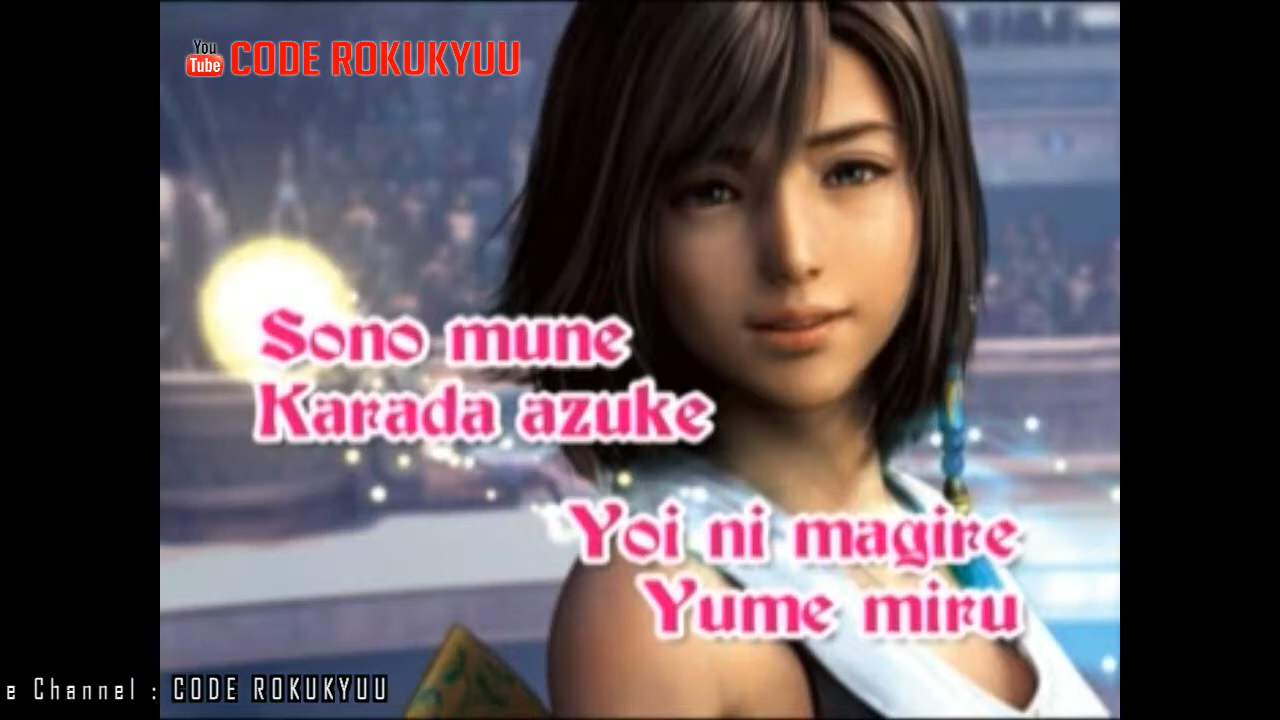 You Tube CODE ROKUKYUU
Sono mune
Karada azuke
Yoi ni magire
Yume miru
e Channel : CODE ROKUKYUU